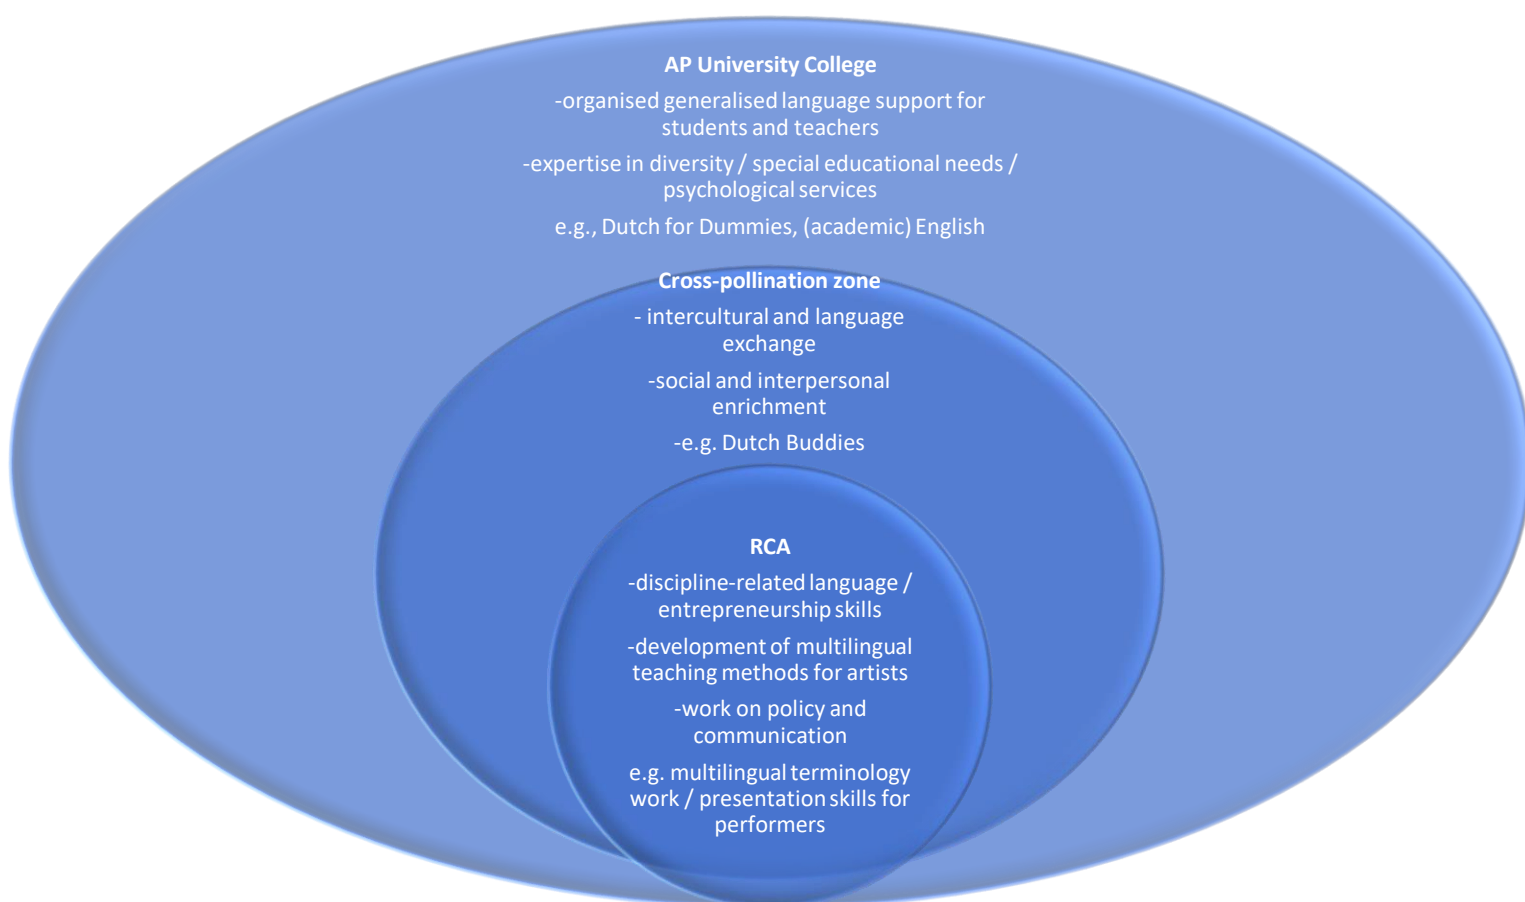 AP University College
-organised generalised language support for
students and teachers
-expertise in diversity / special educational needs /
psychological services
e.g., Dutch for Dummies, (academic) English
Cross-pollination zone
- intercultural and language
exchange
-social and interpersonal
enrichment
-e.g. Dutch Buddies
RCA
-discipline-related language /
entrepreneurship skills
-development of multilingual
teaching methods for artists
-work on policy and
communication
e.g. multilingual terminology
work / presentation skills for
performers